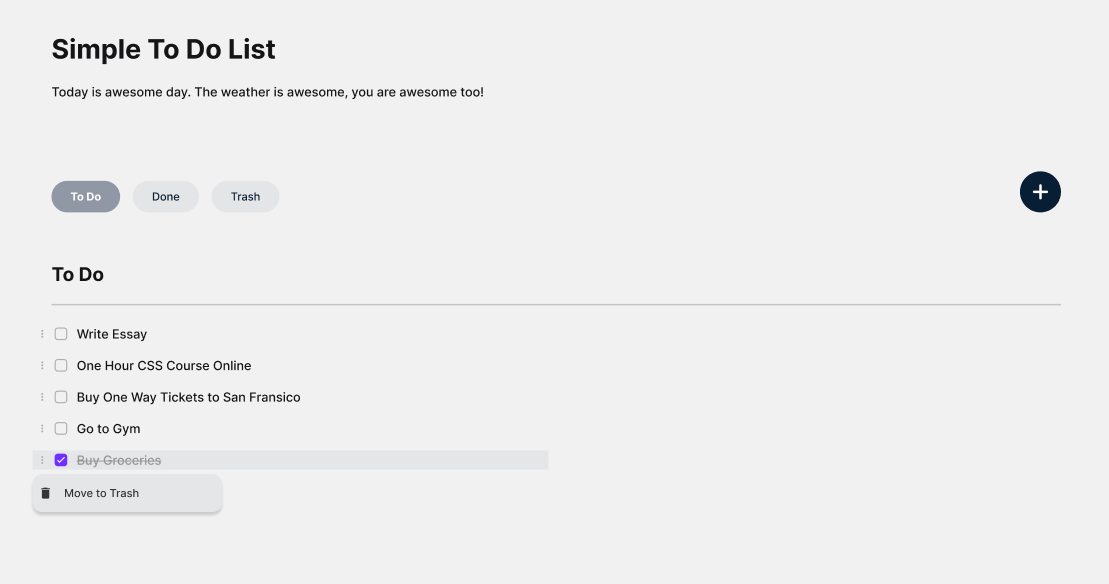 Simple To Do List
Today is awesome day. The weather is awesome, you are awesome too!
To Do
Done
Trash
To Do
Write Essay
One Hour CSS Course Online
Buy One Way Tickets to San Fransico
Go to Gym
Buy Groceries
Move to Trash